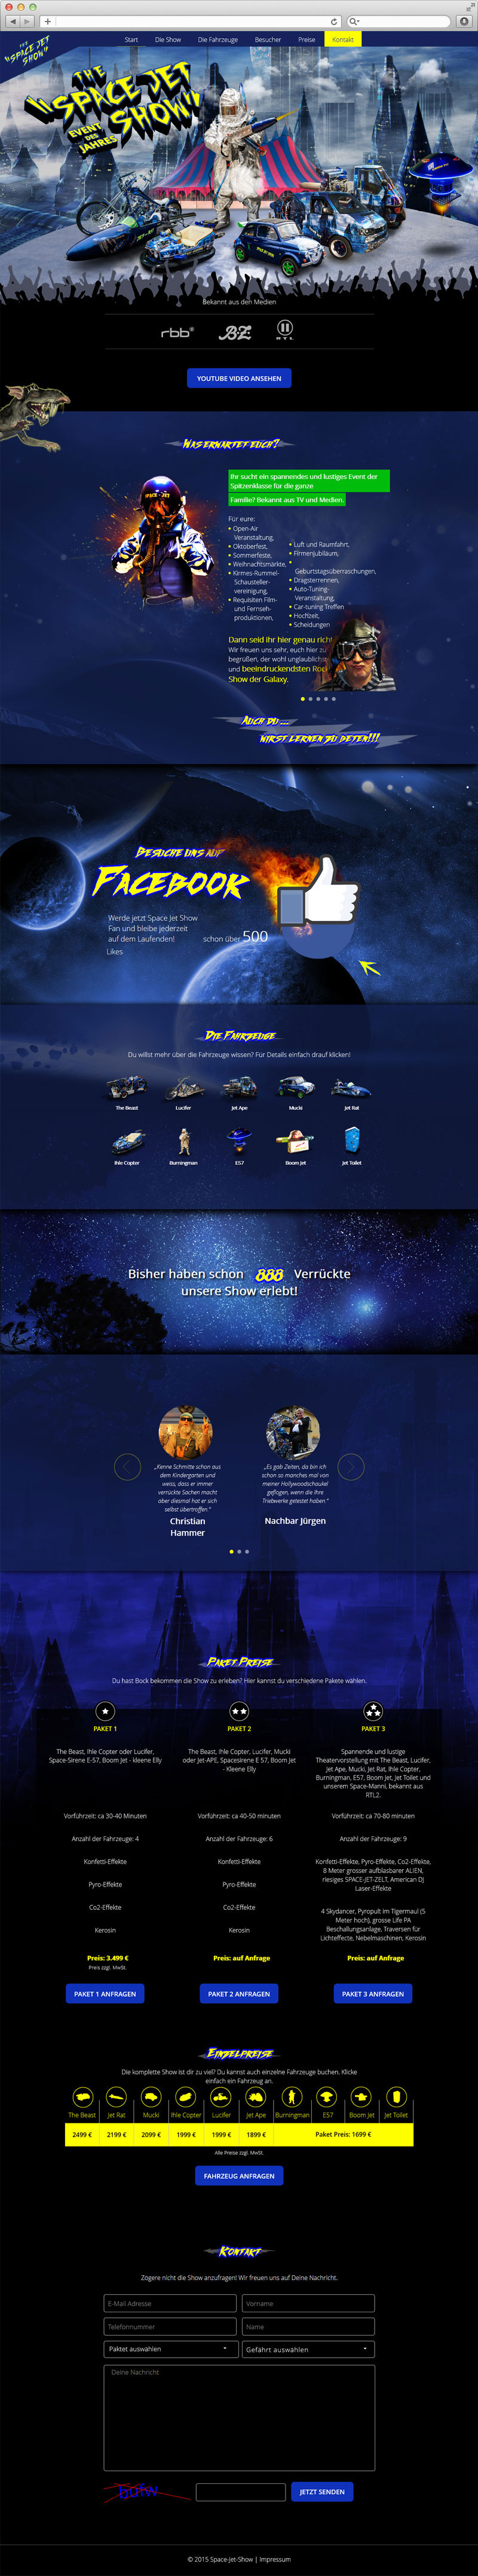 THE
"SPACE JET
SHOW"
Start Die Show Die Fahrzeuge Besucher Preise Kontakt
THE
"SPACE JET
SHOW"
EVENT
DES
JAHRES
Bekannt aus den Medien
rbb BZ RTL
YOUTUBE VIDEO ANSEHEN
WAS ERWARTET EUCH?
SPACE JET
Ihr sucht ein spannendes und lustiges Event der
Spitzenklasse für die ganze
Familie? Bekannt aus TV und Medien.
Für eure:
Open-Air
Veranstaltung,
Oktoberfest,
Sommerfeste,
Weihnachtsmärkte,
Kirmes-Rummel-
Schausteller-
vereinigung,
Requisiten Film-
und Fernseh-
produktionen,
Luft und Raumfahrt,
Firmenjubiläum,
Geburtstagsüberraschungen,
Dragsterrennen,
Auto-Tuning-
Veranstaltung,
Car-tuning Treffen
Hochzeit,
Scheidungen
Dann seid ihr hier genau richt
Wir freuen uns sehr, euch hier zu
begrüßen, der wohl unglaublichs
und beeindruckendsten
Show der Galaxy.
AUCH DU ...
WIRST LERNEN ZU BETEN!!!
BESUCHE UNS AUF
FACEBOOK
Werde jetzt Space Jet Show
Fan und bleibe jederzeit
auf dem Laufenden! schon über 500
Likes
DIE FAHRZEUGE
Du willst mehr über die Fahrzeuge wissen? Für Details einfach drauf klicken!
The Beast Lucifer Jet Ape Mucki Jet Rat
Ihle Copter Burningman E57 Boom Jet Jet Toilet
Bisher haben schon 888 Verrückte
unsere Show erlebt!
„Kenne Schmitte schon aus
dem Kindergarten und
weiss, dass er immer
verrückte Sachen macht
aber diesmal hat er sich
selbst übertroffen."
Christian
Hammer
„Es gab Zeiten, da bin ich
schon so manches mal von
meiner Hollywoodschaukel
geflogen, wenn die Ihre
Triebwerke getestet haben."
Nachbar Jürgen
PAKET PREISE
Du hast Bock bekommen die Show zu erleben? Hier kannst du verschiedene Pakete wählen.
PAKET 1
The Beast, Ihle Copter oder Lucifer,
Space-Sirene E-57, Boom Jet - kleene Elly
Vorführzeit: ca 30-40 Minuten
Anzahl der Fahrzeuge: 4
Konfetti-Effekte
Pyro-Effekte
Co2-Effekte
Kerosin
Preis: 3.499 €
Preis zzgl. MwSt.
PAKET 1 ANFRAGEN
PAKET 2
The Beast, Ihle Copter, Lucifer, Mucki
oder Jet-APE, Spacesirene E 57, Boom Jet
- Kleene Elly
Vorführzeit: ca 40-50 minuten
Anzahl der Fahrzeuge: 6
Konfetti-Effekte
Pyro-Effekte
Co2-Effekte
Kerosin
Preis: auf Anfrage
PAKET 2 ANFRAGEN
PAKET 3
Spannende und lustige
Theatervorstellung mit The Beast, Lucifer,
Jet Ape, Mucki, Jet Rat, Ihle Copter,
Burningman, E57, Boom Jet, Jet Toilet und
unserem Space-Manni, bekannt aus
RTL2.
Vorführzeit: ca 70-80 minuten
Anzahl der Fahrzeuge: 9
Konfetti-Effekte, Pyro-Effekte, Co2-Effekte,
8 Meter grosser aufblasbarer ALIEN,
riesiges SPACE-JET-ZELT, American DJ
Laser-Effekte
4 Skydancer, Pyropult im Tigermaul (5
Meter hoch), grosse Life PA
Beschallungsanlage, Traversen für
Lichteffecte, Nebelmaschinen, Kerosin
Preis: auf Anfrage
PAKET 3 ANFRAGEN
EINZELPREISE
Die komplette Show ist dir zu viel? Du kannst auch einzelne Fahrzeuge buchen. Klicke
einfach ein Fahrzeug an.
The Beast Jet Rat Mucki Ihle Copter Lucifer Jet Ape Burningman E57 Boom Jet Jet Toilet
2499 € 2199 € 2099 € 1999 € 1999 € 1899 € Paket Preis: 1699 €
Alle Preise zzgl. MwSt.
FAHRZEUG ANFRAGEN
KONTAKT
Zögere nicht die Show anzufragen! Wir freuen uns auf Deine Nachricht.
E-Mail Adresse Vorname
Telefonnummer Name
Paktet auswählen Gefährt auswählen
Deine Nachricht
JETZT SENDEN
© 2015 Space-Jet-Show | Impressum